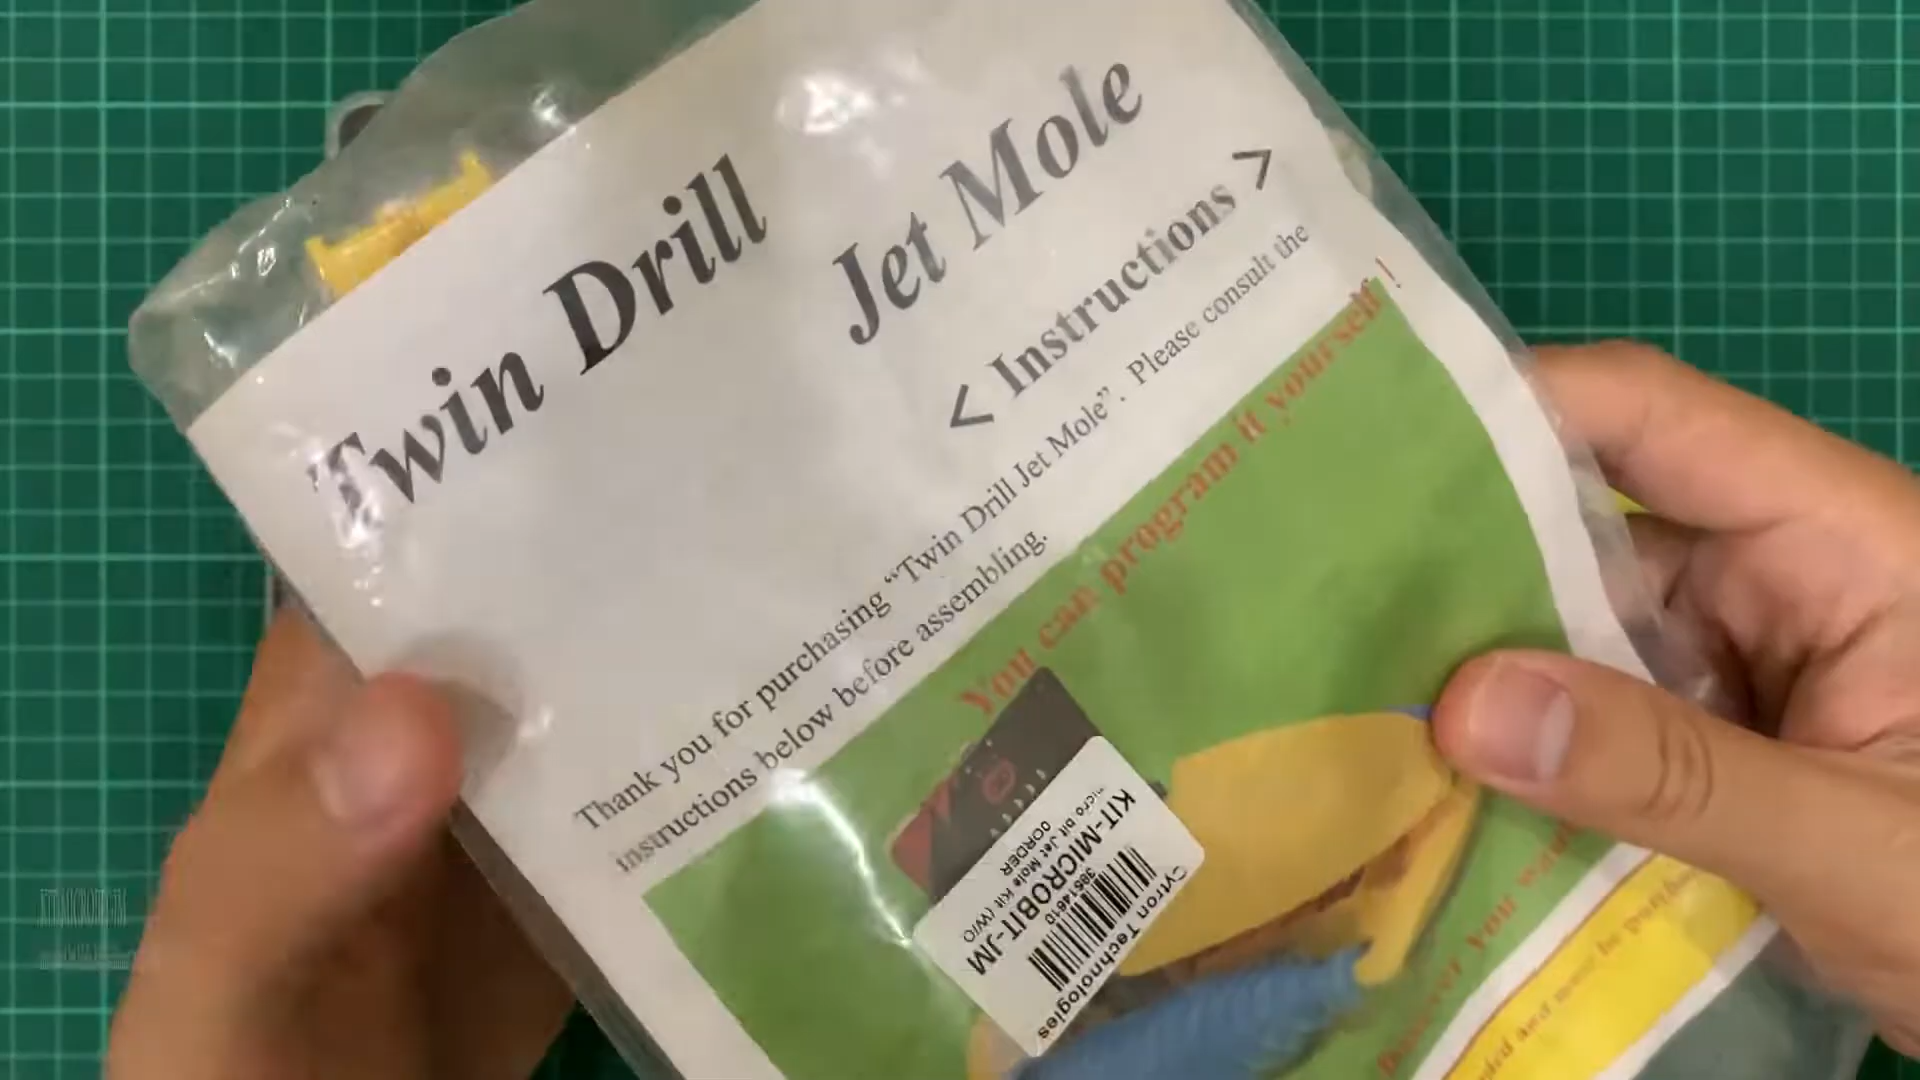 Twin Drill
Jet Mole
< Instructions >
Thank you for purchasing “Twin Drill Jet Mole”. Please consult the
instructions below before assembling.
You can program it yourself !
Cytron Technologies
KIT-MICROBIT-JM
Jet Mole Kit (W/O
you